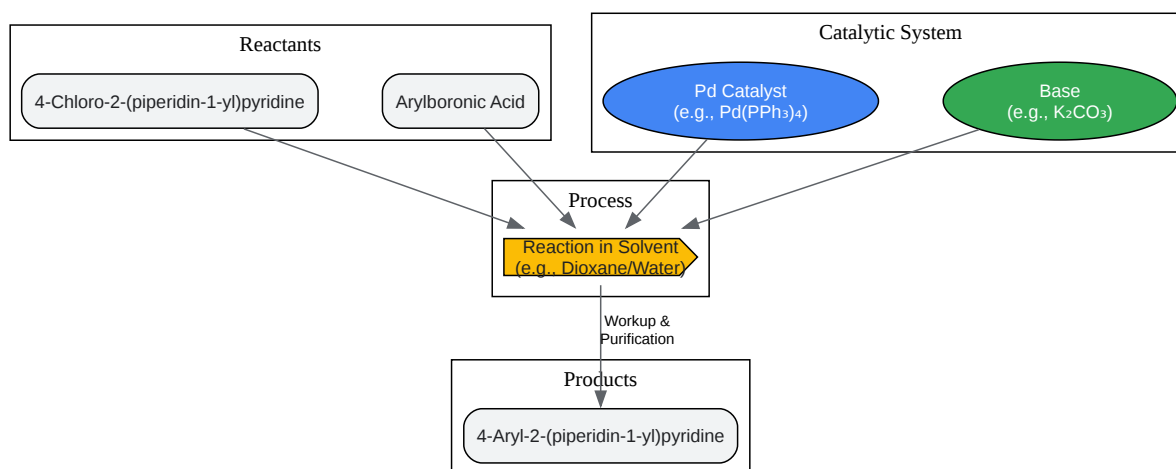 Reactants
4-Chloro-2-(piperidin-1-yl)pyridine
Arylboronic Acid
Catalytic System
Pd Catalyst
(e.g., Pd(PPh₃)₄)
Base
(e.g., K₂CO₃)
Process
Reaction in Solvent
(e.g., Dioxane/Water)
Workup &
Purification
Products
4-Aryl-2-(piperidin-1-yl)pyridine